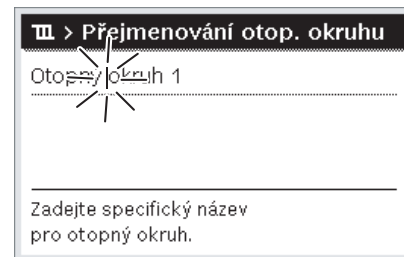 > Přejmenování otop. okruhu
Otopný okruh 1
Zadejte specifický název
pro otopný okruh.